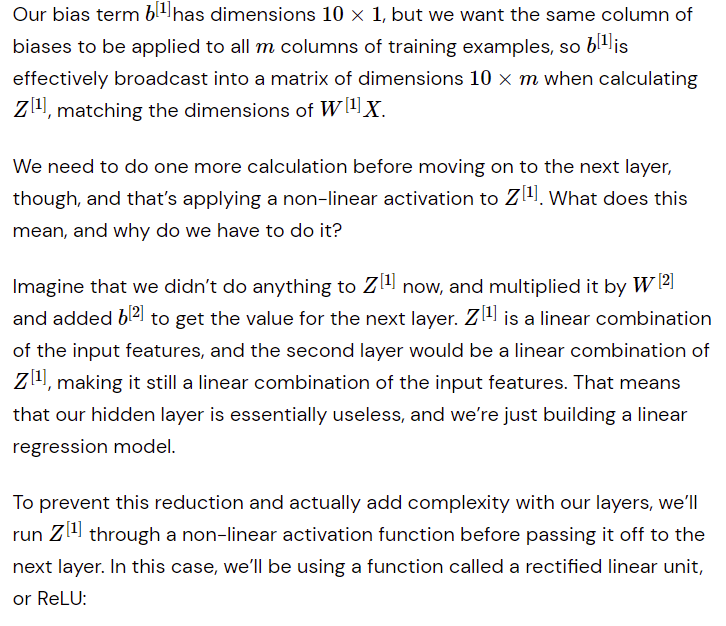 Our bias term b^[1] has dimensions 10 × 1, but we want the same column of
biases to be applied to all m columns of training examples, so b^[1] is
effectively broadcast into a matrix of dimensions 10 × m when calculating
Z^[1], matching the dimensions of W^[1]X.
We need to do one more calculation before moving on to the next layer,
though, and that’s applying a non-linear activation to Z^[1]. What does this
mean, and why do we have to do it?
Imagine that we didn’t do anything to Z^[1] now, and multiplied it by W^[2]
and added b^[2] to get the value for the next layer. Z^[1] is a linear combination
of the input features, and the second layer would be a linear combination of
Z^[1], making it still a linear combination of the input features. That means
that our hidden layer is essentially useless, and we’re just building a linear
regression model.
To prevent this reduction and actually add complexity with our layers, we’ll
run Z^[1] through a non-linear activation function before passing it off to the
next layer. In this case, we’ll be using a function called a rectified linear unit,
or ReLU: